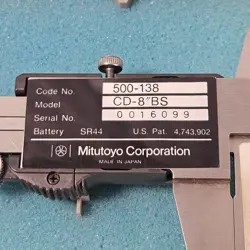 Code No. 500-138
Model CD-8"BS
Serial No. 0016099
Battery SR44 U.S. Pat. 4,743,902
Mitutoyo Corporation
MADE IN JAPAN